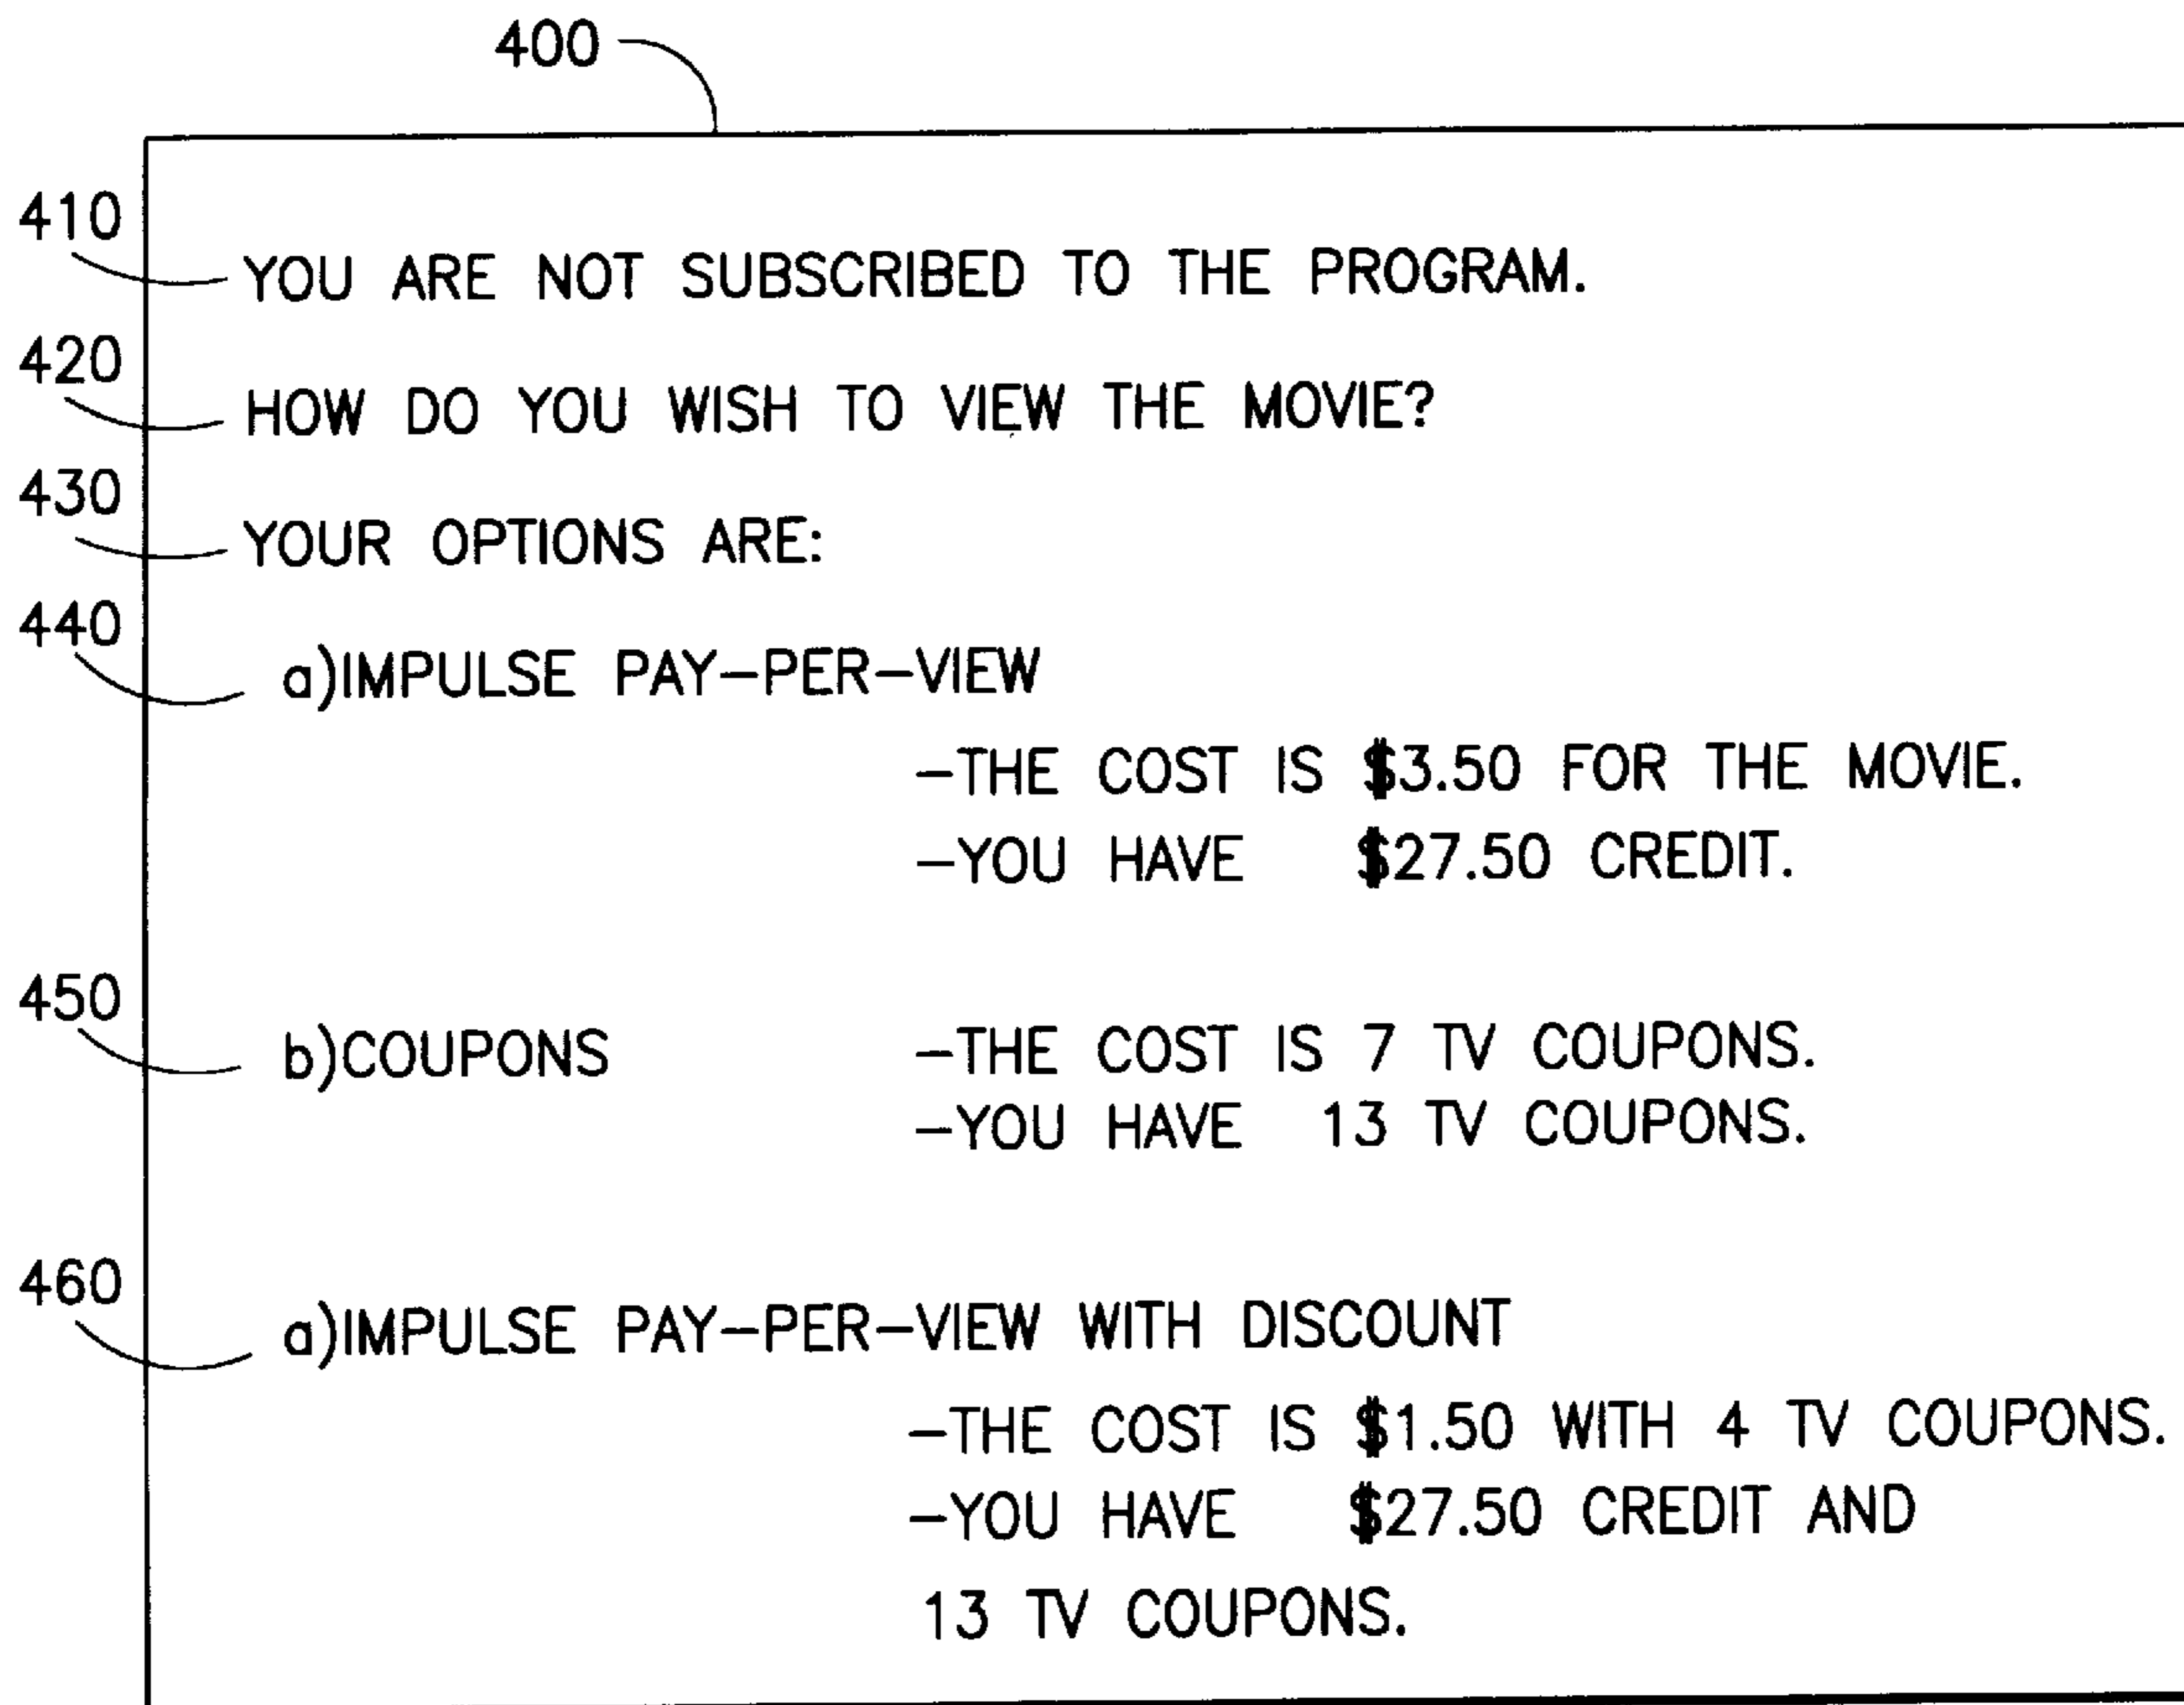 400
410
YOU ARE NOT SUBSCRIBED TO THE PROGRAM.
420
HOW DO YOU WISH TO VIEW THE MOVIE?
430
YOUR OPTIONS ARE:
440
a)IMPULSE PAY-PER-VIEW
-THE COST IS $3.50 FOR THE MOVIE.
-YOU HAVE $27.50 CREDIT.
450
b)COUPONS -THE COST IS 7 TV COUPONS.
-YOU HAVE 13 TV COUPONS.
460
a)IMPULSE PAY-PER-VIEW WITH DISCOUNT
-THE COST IS $1.50 WITH 4 TV COUPONS.
-YOU HAVE $27.50 CREDIT AND
13 TV COUPONS.